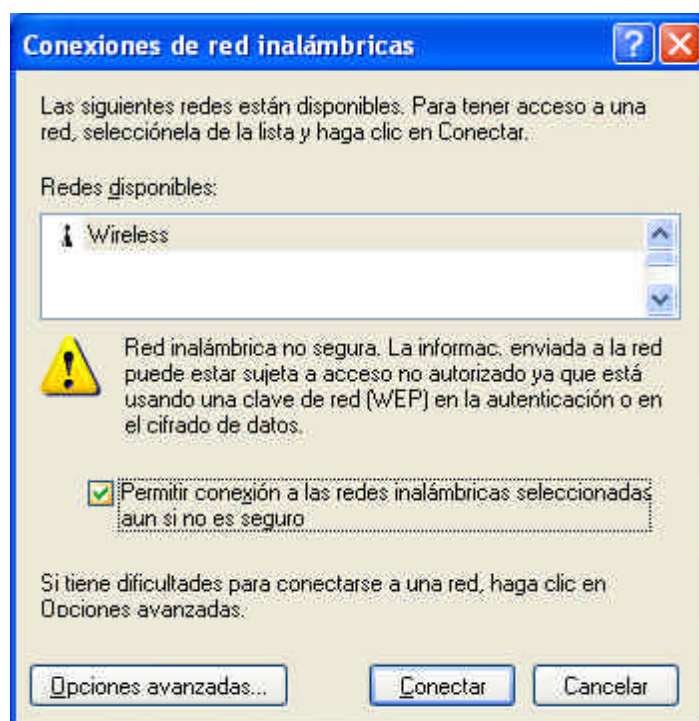 Conexiones de red inalámbricas
Las siguientes redes están disponibles. Para tener acceso a una
red, selecciónela de la lista y haga clic en Conectar.
Redes disponibles:
Wireless
Red inalámbrica no segura. La informac. enviada a la red
puede estar sujeta a acceso no autorizado ya que está
usando una clave de red (WEP) en la autenticación o en
el cifrado de datos.
Permitir conexión a las redes inalámbricas seleccionadas
aun si no es seguro
Si tiene dificultades para conectarse a una red, haga clic en
Opciones avanzadas.
Opciones avanzadas... Conectar Cancelar